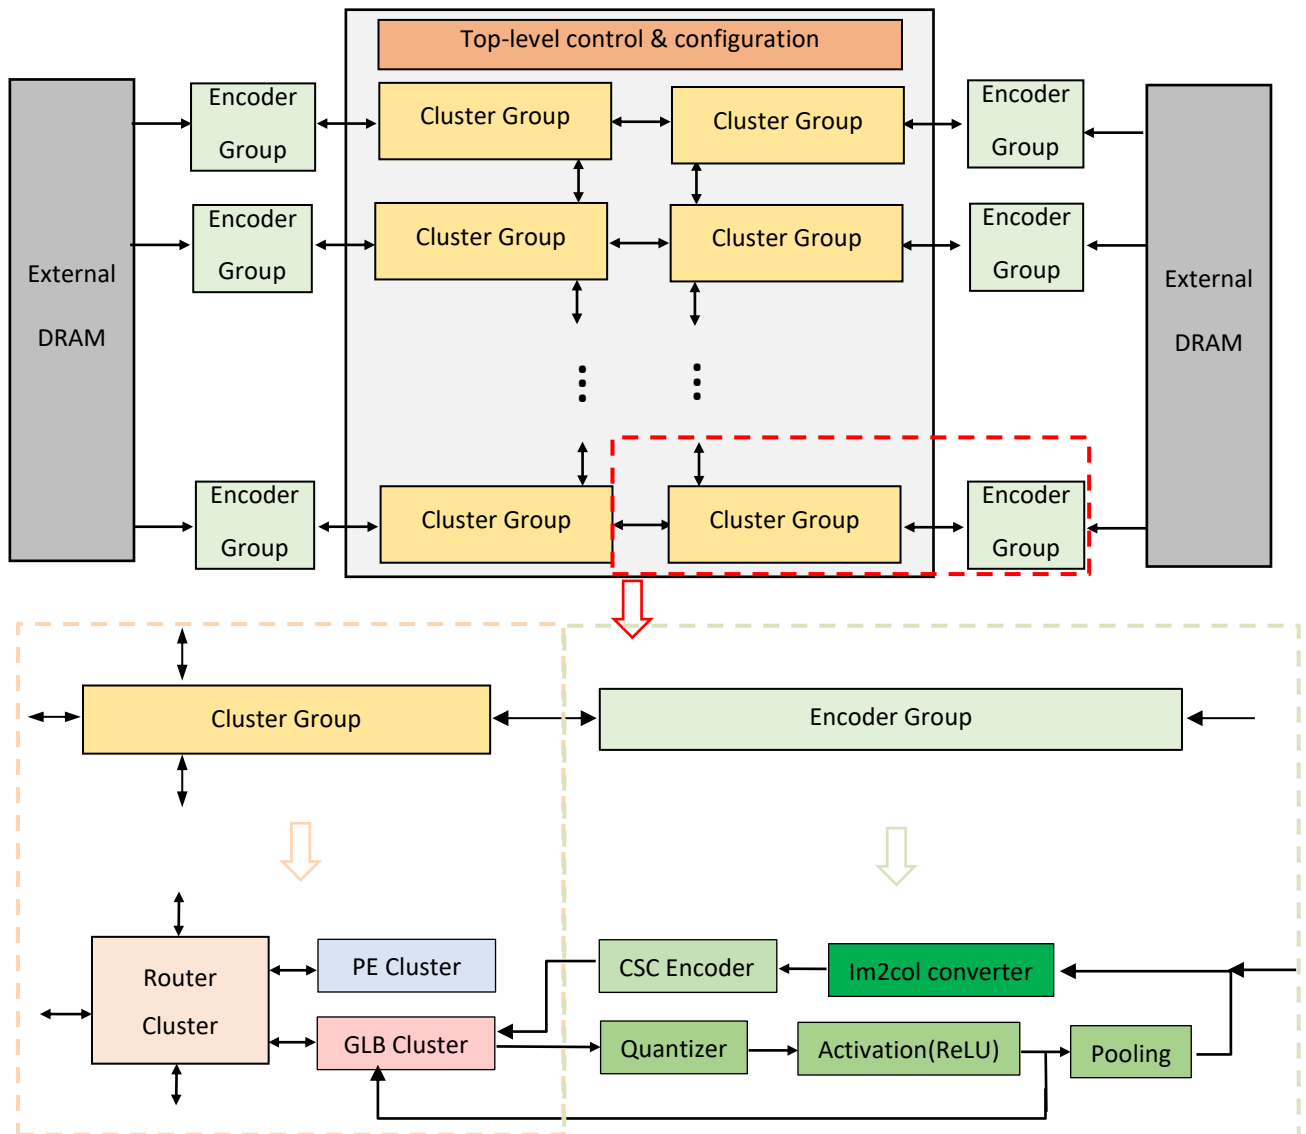 Top-level control & configuration
Encoder
Group
Cluster Group
Cluster Group
Encoder
Group
Encoder
Group
Cluster Group
Cluster Group
Encoder
Group
External
DRAM
External
DRAM
Encoder
Group
Cluster Group
Cluster Group
Encoder
Group
Cluster Group
Encoder Group
Router
Cluster
PE Cluster
CSC Encoder
Im2col converter
GLB Cluster
Quantizer
Activation(ReLU)
Pooling